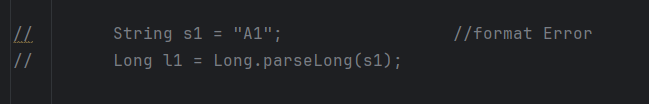 //        String s1 = "A1";                //format Error
//        Long l1 = Long.parseLong(s1);